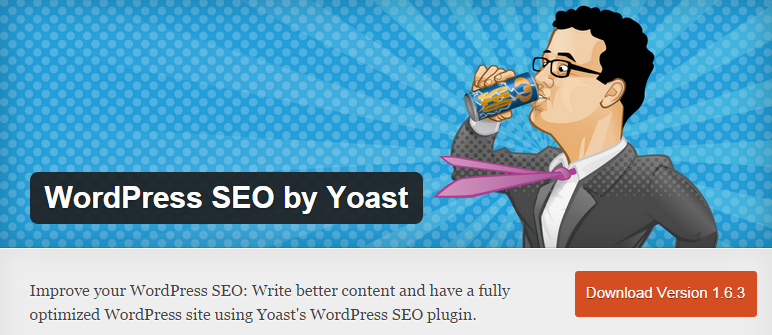 WordPress SEO by Yoast
Improve your WordPress SEO: Write better content and have a fully
optimized WordPress site using Yoast's WordPress SEO plugin.
Download Version 1.6.3